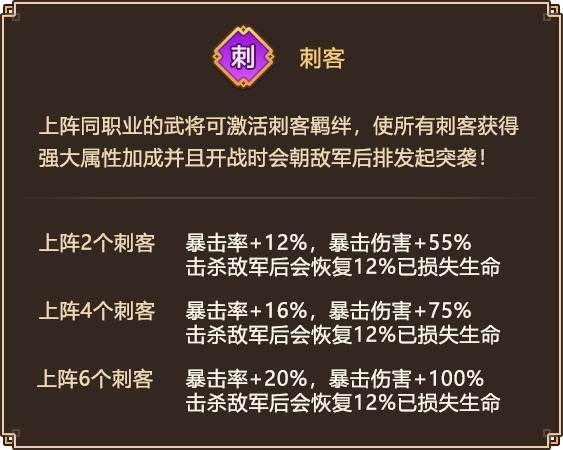 刺 刺客
上阵同职业的武将可激活刺客羁绊，使所有刺客获得
强大属性加成并且开战时会朝敌军后排发起突袭！
上阵2个刺客 暴击率+12%，暴击伤害+55%
击杀敌军后会恢复12%已损失生命
上阵4个刺客 暴击率+16%，暴击伤害+75%
击杀敌军后会恢复12%已损失生命
上阵6个刺客 暴击率+20%，暴击伤害+100%
击杀敌军后会恢复12%已损失生命